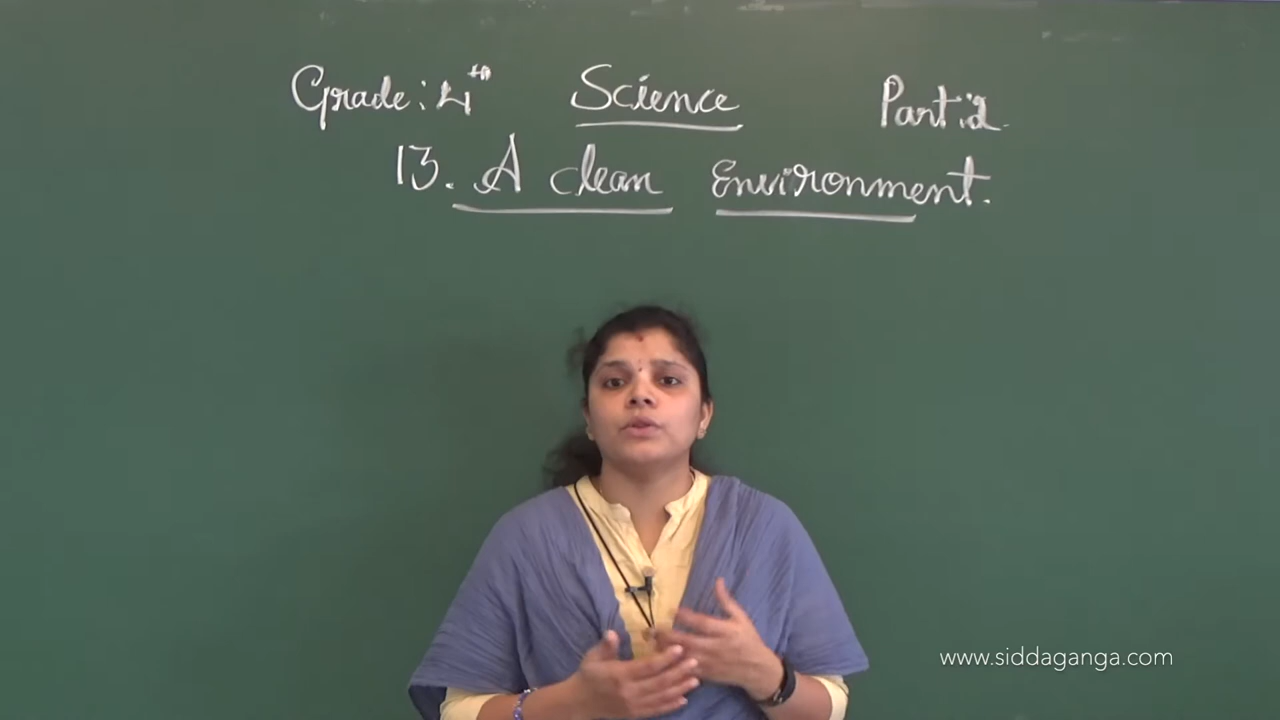 Grade: 4th Science Part:2.
13. A clean Environment.
www.siddaganga.com